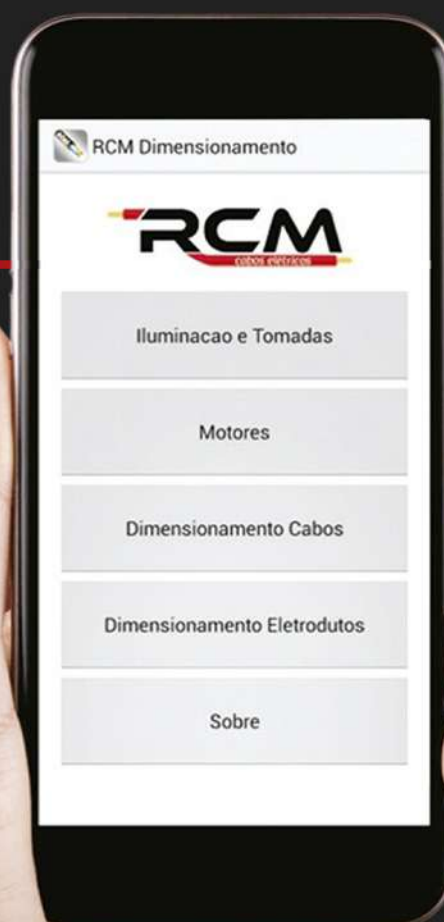 RCM Dimensionamento
RCM
cabos elétricos
Iluminacao e Tomadas
Motores
Dimensionamento Cabos
Dimensionamento Eletrodutos
Sobre